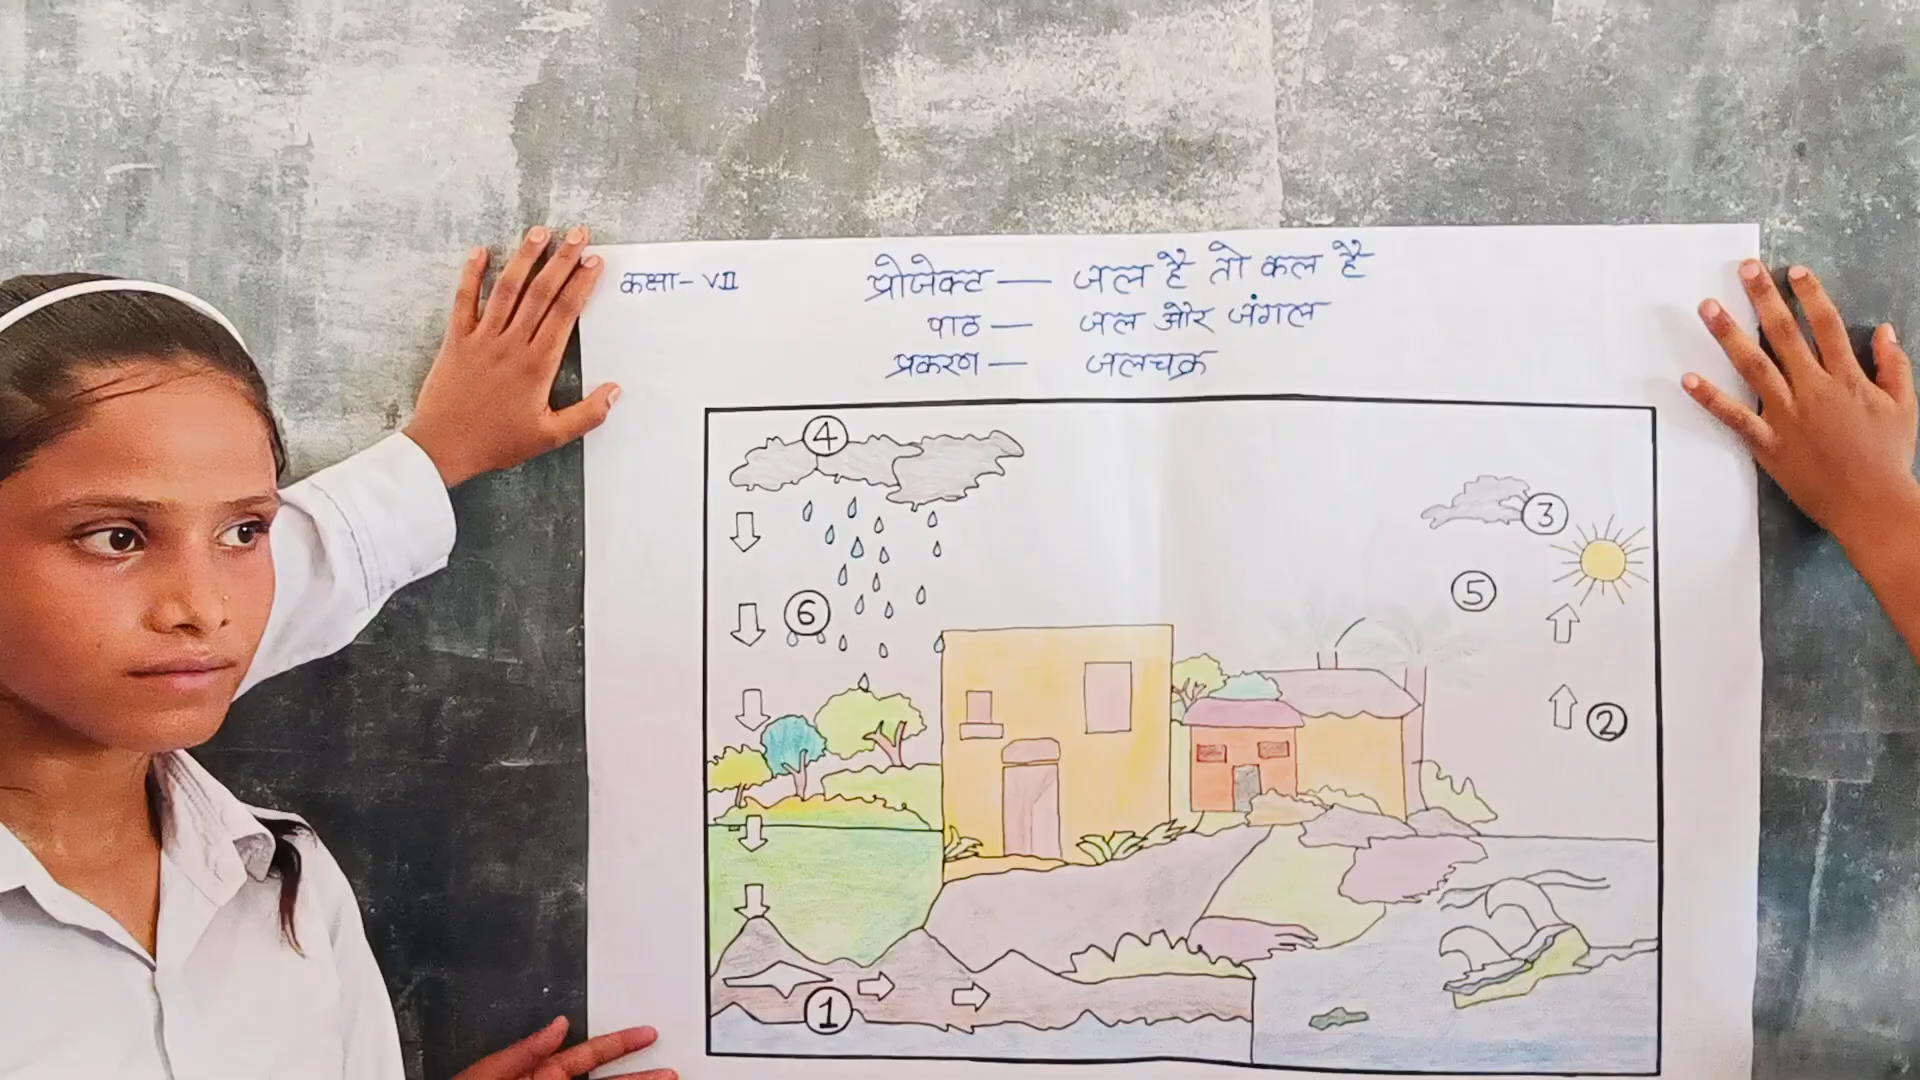 कक्षा- VII
प्रोजेक्ट — जल है तो कल है
पाठ — जल और जंगल
प्रकरण — जलचक्र
4
3
5
6
2
1